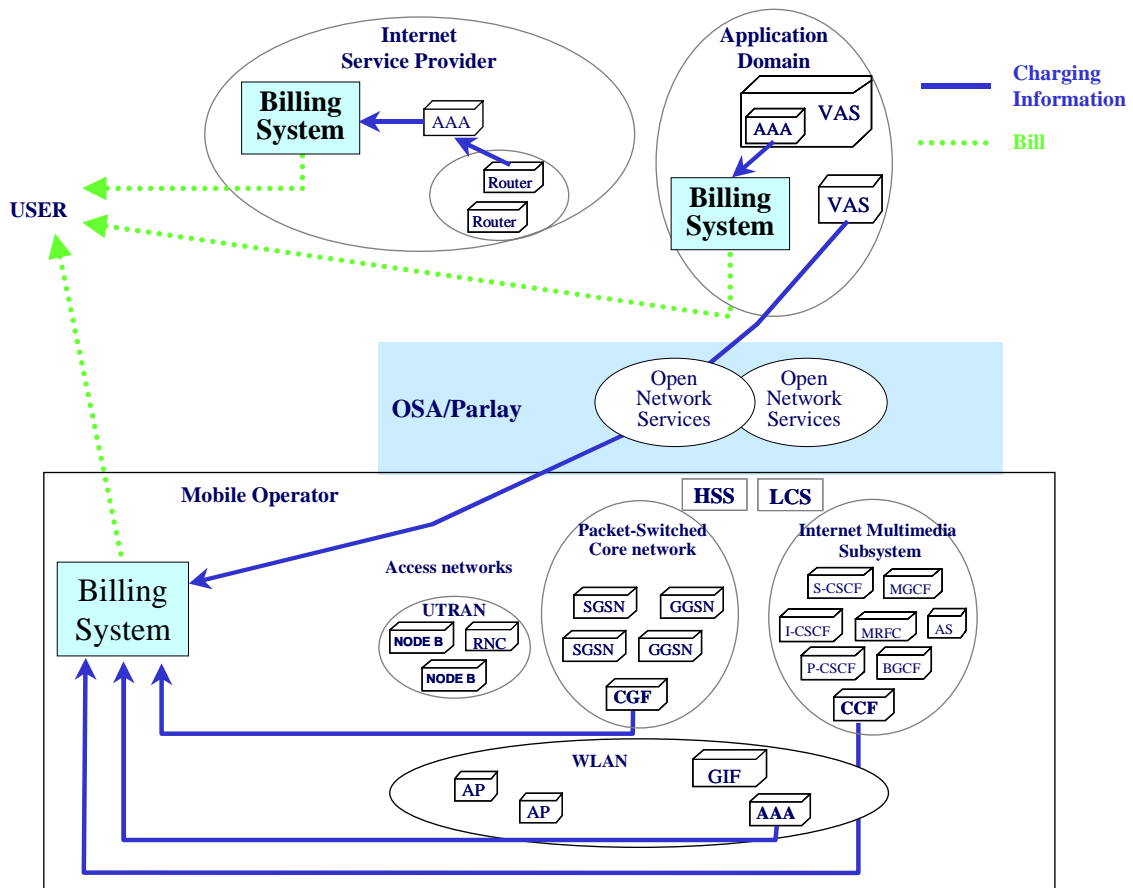 Internet
Service Provider
Billing
System
AAA
Router
Router
Application
Domain
VAS
AAA
Billing
System
VAS
Charging
Information
Bill
USER
OSA/Parlay
Open
Network
Services
Open
Network
Services
Mobile Operator
HSS
LCS
Billing
System
Access networks
UTRAN
NODE B
RNC
NODE B
Packet-Switched
Core network
SGSN
GGSN
SGSN
GGSN
CGF
Internet Multimedia
Subsystem
S-CSCF
MGCF
I-CSCF
MRFC
AS
P-CSCF
BGCF
CCF
WLAN
AP
AP
GIF
AAA